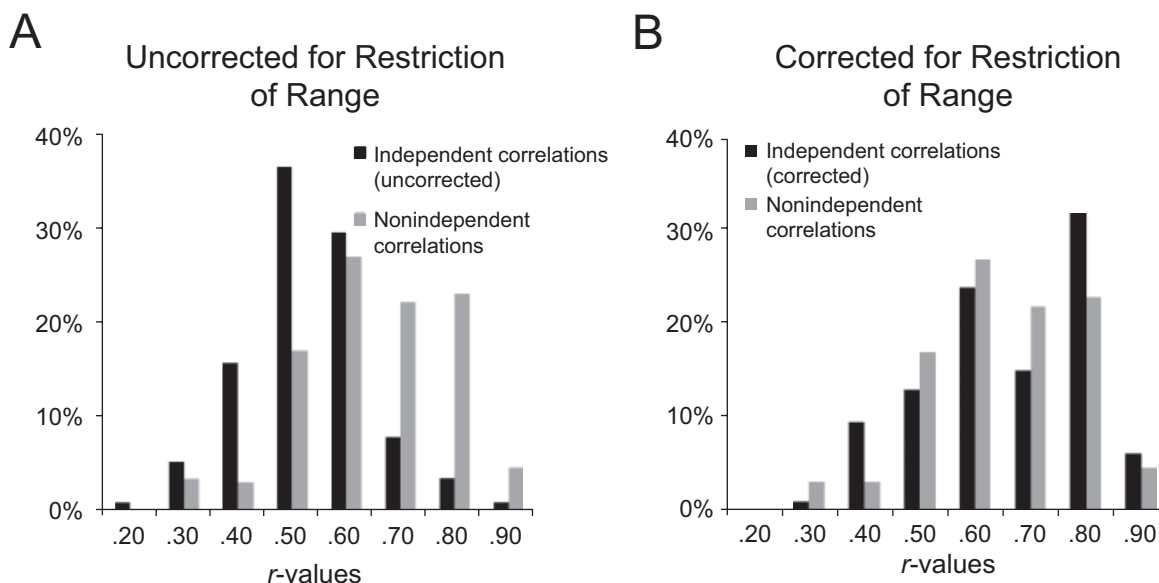 A
Uncorrected for Restriction
of Range
40%
30%
20%
10%
0%
Independent correlations
(uncorrected)
Nonindependent
correlations
.20 .30 .40 .50 .60 .70 .80 .90
r-values
B
Corrected for Restriction
of Range
40%
30%
20%
10%
0%
Independent correlations
(corrected)
Nonindependent
correlations
.20 .30 .40 .50 .60 .70 .80 .90
r-values